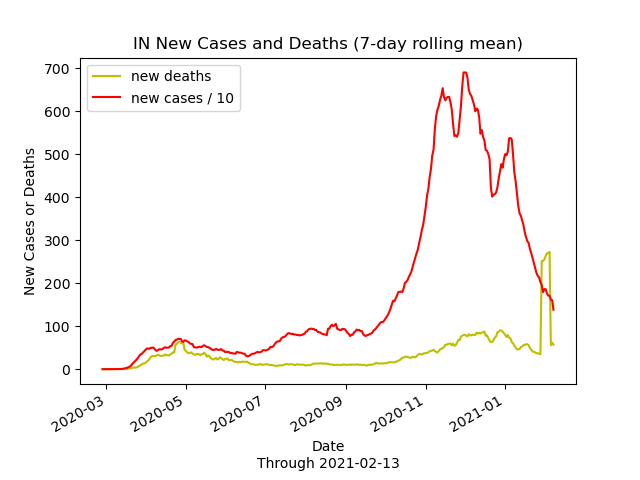 IN New Cases and Deaths (7-day rolling mean)
new deaths
new cases / 10
700
600
500
400
300
200
100
0
New Cases or Deaths
2020-03
2020-05
2020-07
2020-09
2020-11
2021-01
Date
Through 2021-02-13